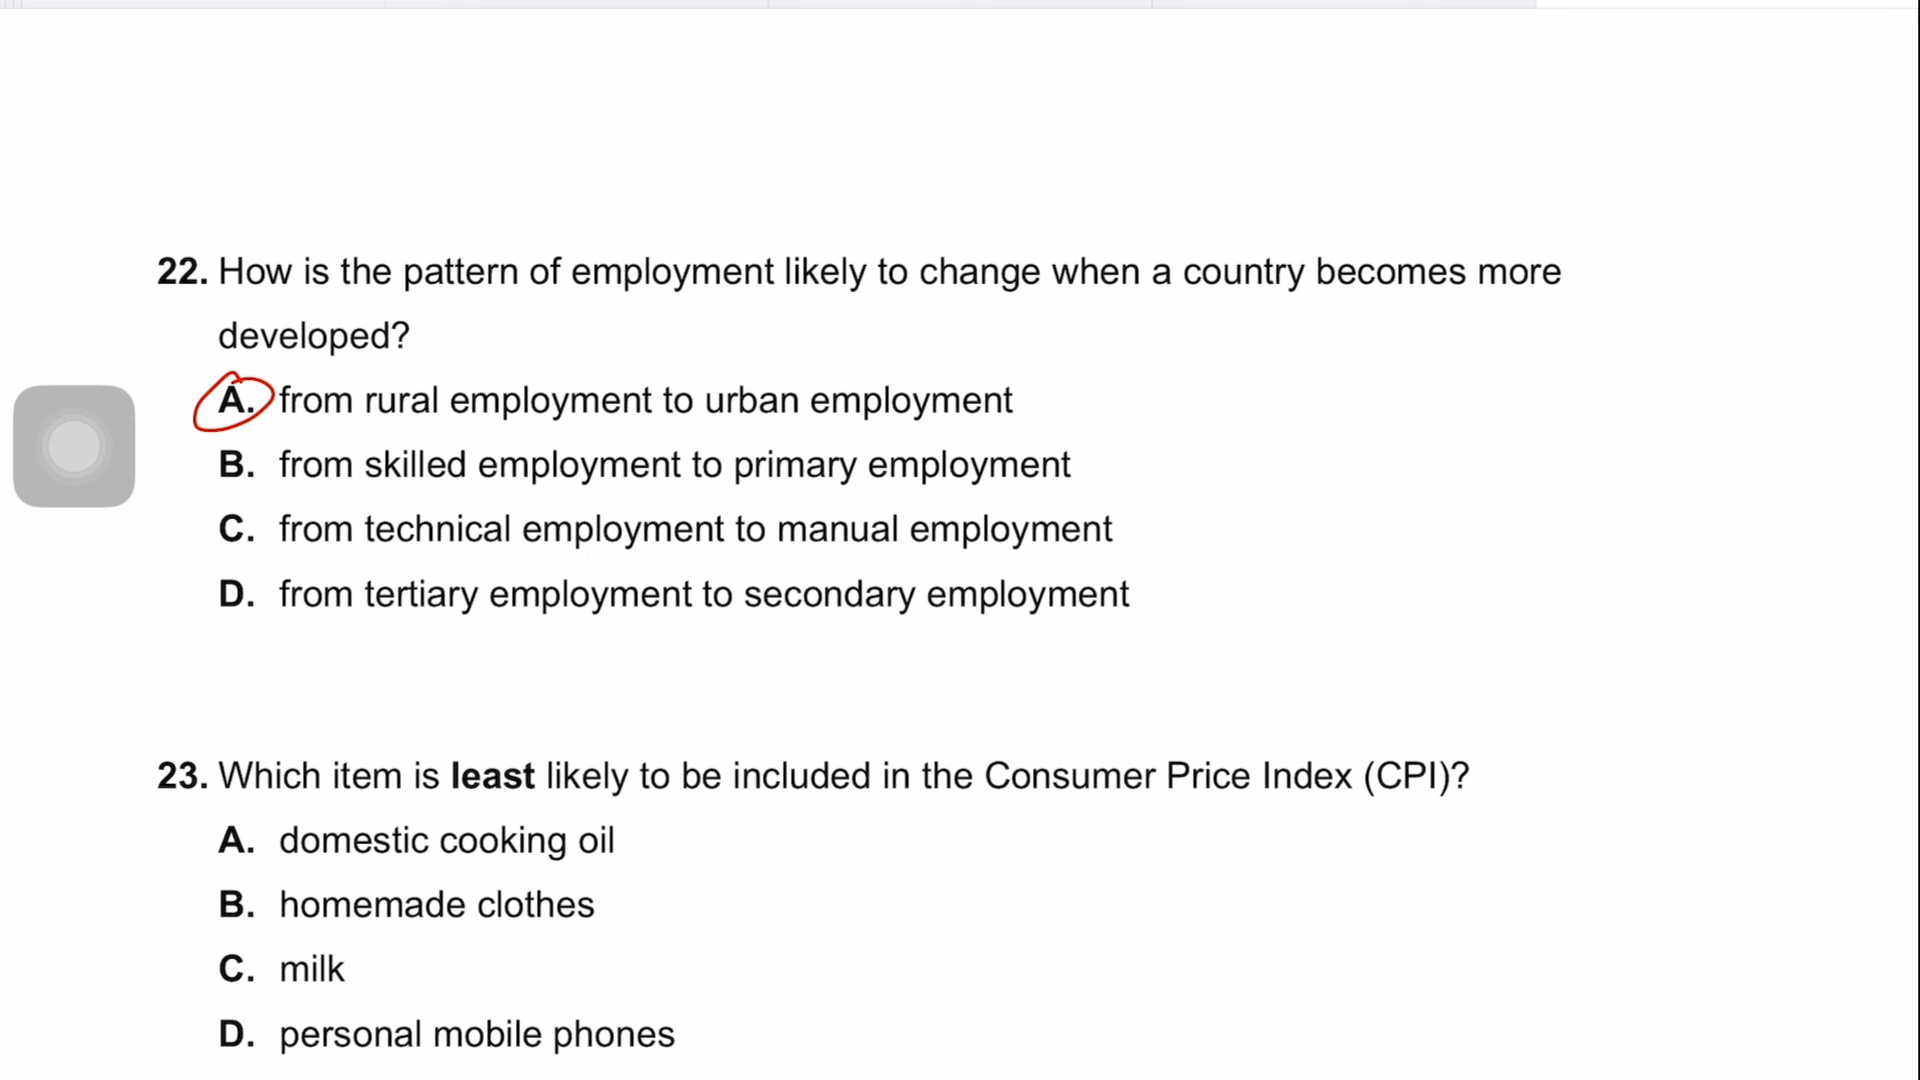 22. How is the pattern of employment likely to change when a country becomes more
developed?
A. from rural employment to urban employment
B. from skilled employment to primary employment
C. from technical employment to manual employment
D. from tertiary employment to secondary employment
23. Which item is least likely to be included in the Consumer Price Index (CPI)?
A. domestic cooking oil
B. homemade clothes
C. milk
D. personal mobile phones